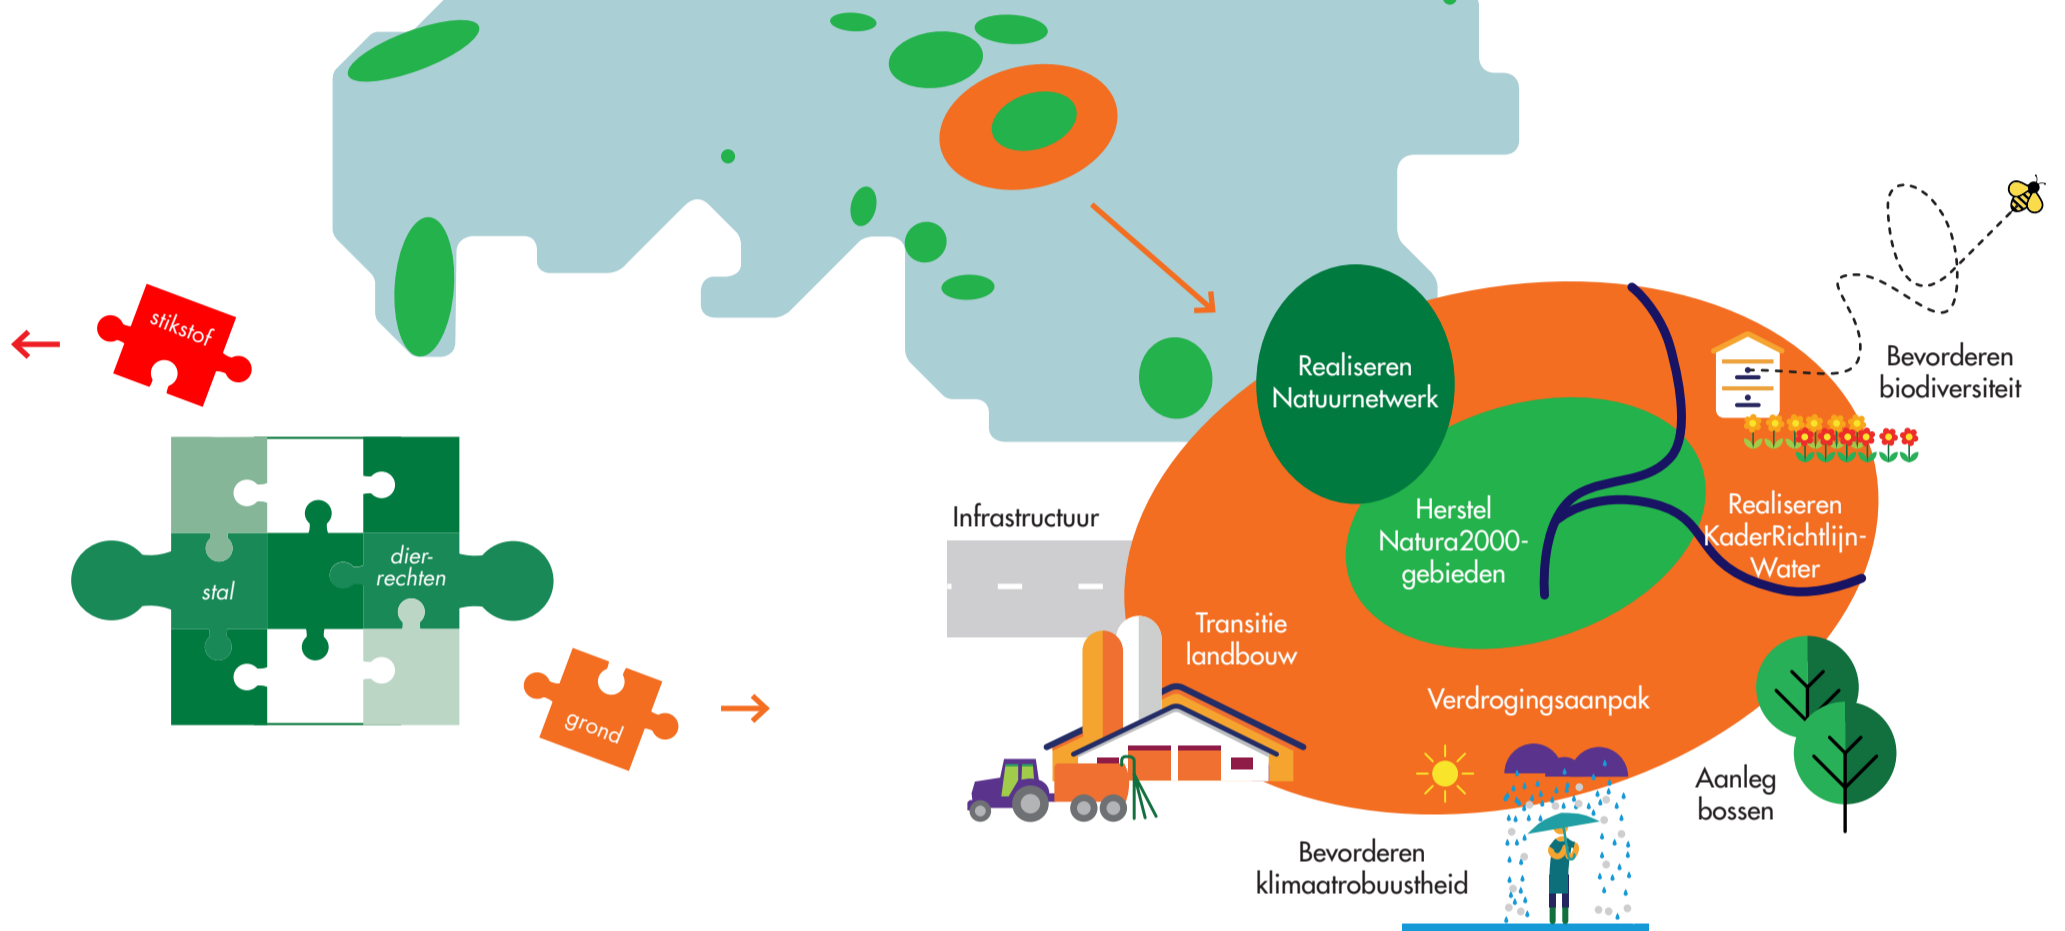 stikstof
stal
dier-
rechten
grond
Realiseren
Natuurnetwerk
Bevorderen
biodiversiteit
Herstel
Natura2000-
gebieden
Realiseren
KaderRichtlijn-
Water
Infrastructuur
Transitie
landbouw
Verdrogingsaanpak
Aanleg
bossen
Bevorderen
klimaatrobuustheid